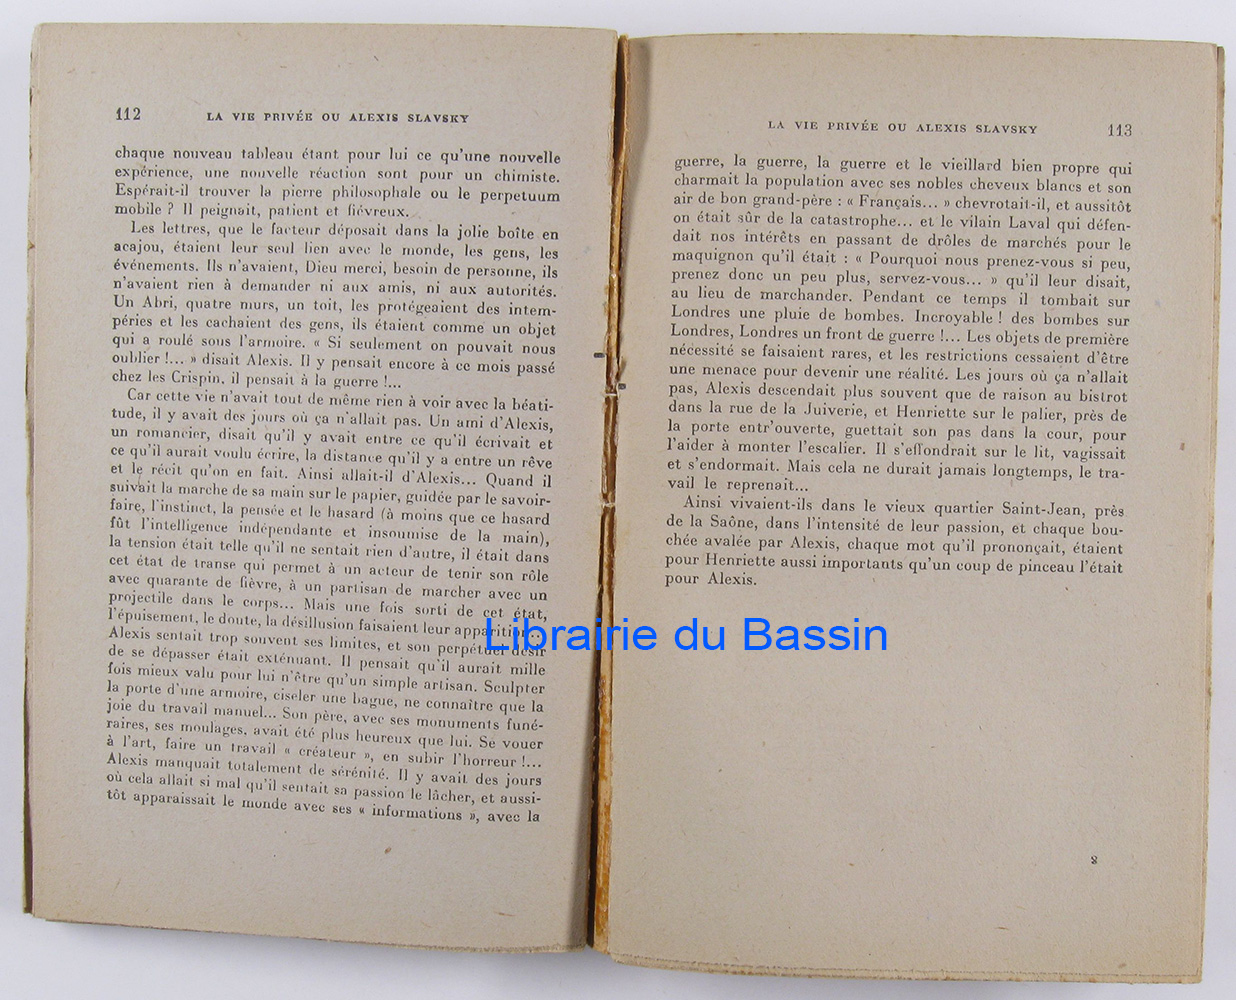 112 LA VIE PRIVÉE OU ALEXIS SLAVSKY
chaque nouveau tableau étant pour lui ce qu'une nouvelle
expérience, une nouvelle réaction sont pour un chimiste.
Espérait-il trouver la pierre philosophale ou le perpetuum
mobile ? Il peignait, patient et fiévreux.
Les lettres, que le facteur déposait dans la jolie boîte en
acajou, étaient leur seul lien avec le monde, les gens, les
événements. Ils n'avaient, Dieu merci, besoin de personne, ils
n'avaient rien à demander ni aux amis, ni aux autorités.
Un Abri, quatre murs, un toit, les protégeaient des intem-
péries et les cachaient des gens, ils étaient comme un objet
qui a roulé sous l'armoire. « Si seulement on pouvait nous
oublier !... » disait Alexis. Il y pensait encore à ce mois passé
chez les Crispin, il pensait à la guerre !...
Car cette vie n'avait tout de même rien à voir avec la béati-
tude, il y avait des jours où ça n'allait pas. Un ami d'Alexis,
un romancier, disait qu'il y avait entre ce qu'il écrivait et
ce qu'il aurait voulu écrire, la distance qu'il y a entre un rêve
et le récit qu'on en fait. Ainsi allait-il d'Alexis... Quand il
suivait la marche de sa main sur le papier, guidée par le savoir-
faire, l'instinct, la pensée et le hasard (à moins que ce hasard
fût l'intelligence indépendante et insoumise de la main),
la tension était telle qu'il ne sentait rien d'autre, il était dans
cet état de transe qui permet à un acteur de tenir son rôle
avec quarante de fièvre, à un partisan de marcher avec un
projectile dans le corps... Mais une fois sorti de cet état,
l'épuisement, le doute, la désillusion faisaient leur apparition...
Alexis sentait trop souvent ses limites, et son perpétuel désir
de se dépasser était exténuant. Il pensait qu'il aurait mille
fois mieux valu pour lui n'être qu'un simple artisan. Sculpter
la porte d'une armoire, ciseler une bague, ne connaître que la
joie du travail manuel... Son père, avec ses monuments funé-
raires, ses moulages, avait été plus heureux que lui. Se vouer
à l'art, faire un travail « créateur », en subir l'horreur !...
Alexis manquait totalement de sérénité. Il y avait des jours
où cela allait si mal qu'il sentait sa passion le lâcher, et aussi-
tôt apparaissait le monde avec ses « informations », avec la
LA VIE PRIVÉE OU ALEXIS SLAVSKY 113
guerre, la guerre, la guerre et le vieillard bien propre qui
charmait la population avec ses nobles cheveux blancs et son
air de bon grand-père : « Français... » chevrotait-il, et aussitôt
on était sûr de la catastrophe... et le vilain Laval qui défen-
dait nos intérêts en passant de drôles de marchés pour le
maquignon qu'il était : « Pourquoi nous prenez-vous si peu,
prenez donc un peu plus, servez-vous... » qu'il leur disait,
au lieu de marchander. Pendant ce temps il tombait sur
Londres une pluie de bombes. Incroyable ! des bombes sur
Londres, Londres un front de guerre !... Les objets de première
nécessité se faisaient rares, et les restrictions cessaient d'être
une menace pour devenir une réalité. Les jours où ça n'allait
pas, Alexis descendait plus souvent que de raison au bistrot
dans la rue de la Juiverie, et Henriette sur le palier, près de
la porte entr'ouverte, guettait son pas dans la cour, pour
l'aider à monter l'escalier. Il s'effondrait sur le lit, vagissait
et s'endormait. Mais cela ne durait jamais longtemps, le tra-
vail le reprenait...
Ainsi vivaient-ils dans le vieux quartier Saint-Jean, près
de la Saône, dans l'intensité de leur passion, et chaque bou-
chée avalée par Alexis, chaque mot qu'il prononçait, étaient
pour Henriette aussi importants qu'un coup de pinceau l'était
pour Alexis.
8
Librairie du Bassin